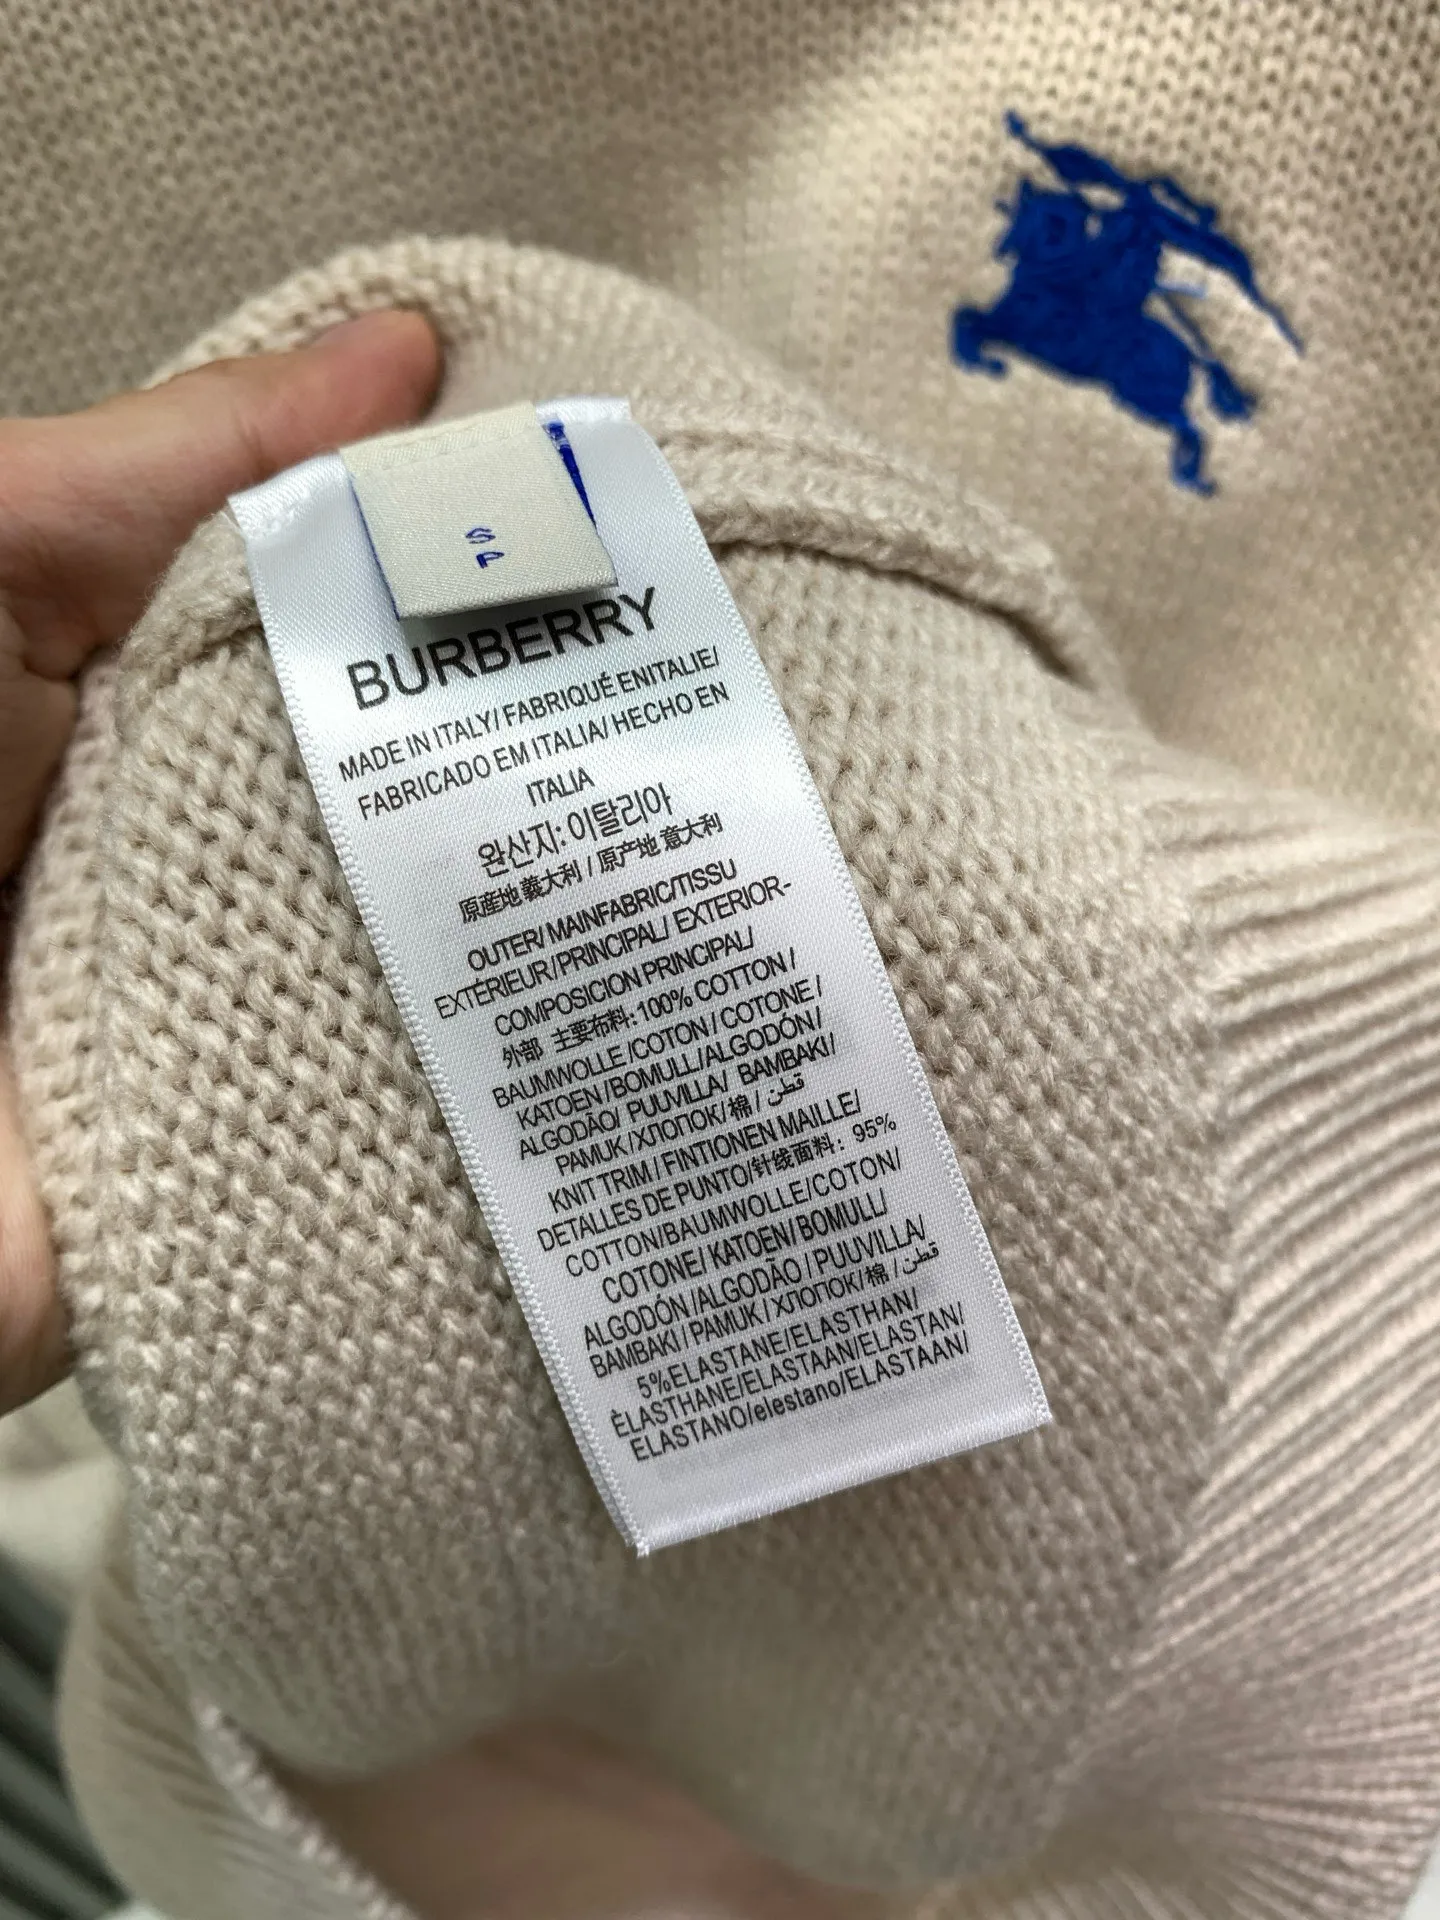 S
P
BURBERRY
MADE IN ITALY/ FABRIQUÉ ENITALIE/
FABRICADO EM ITALIA/ HECHO EN
ITALIA
완산지: 이탈리아
原産地 義大利 / 原产地 意大利
OUTER/ MAINFABRIC/TISSU
EXTÉRIEUR/PRINCIPAL/ EXTERIOR-
COMPOSICION PRINCIPAL/
外部 主要布料: 100% COTTON /
BAUMWOLLE /COTON / COTONE /
KATOEN /BOMULL/ALGODÓN/
ALGODÃO/ PUUVILLA/ BAMBAKI/
PAMUK /ХЛОПОК/棉 / قطن
KNIT TRIM / FINTIONEN MAILLE/
DETALLES DE PUNTO/针线面料: 95%
COTTON/BAUMWOLLE/COTON/
COTONE/ KATOEN/ BOMULL/
ALGODÓN /ALGODÃO / PUUVILLA/
BAMBAKI / PAMUK / ХЛОПОК/ 棉 / قطن
5%ELASTANE/ELASTHAN/
ÈLASTHANE/ELASTAAN/ELASTAN/
ELASTANO/elestano/ELASTAAN/